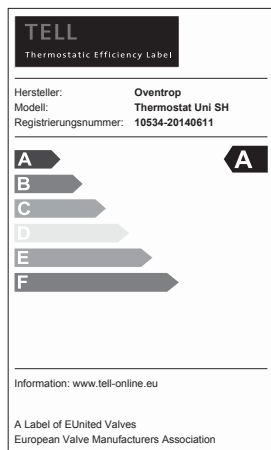 TELL
Thermostatic Efficiency Label
Hersteller: Oventrop
Modell: Thermostat Uni SH
Registrierungsnummer: 10534-20140611
A A
B
C
D
E
F
Information: www.tell-online.eu
A Label of EUnited Valves
European Valve Manufacturers Association